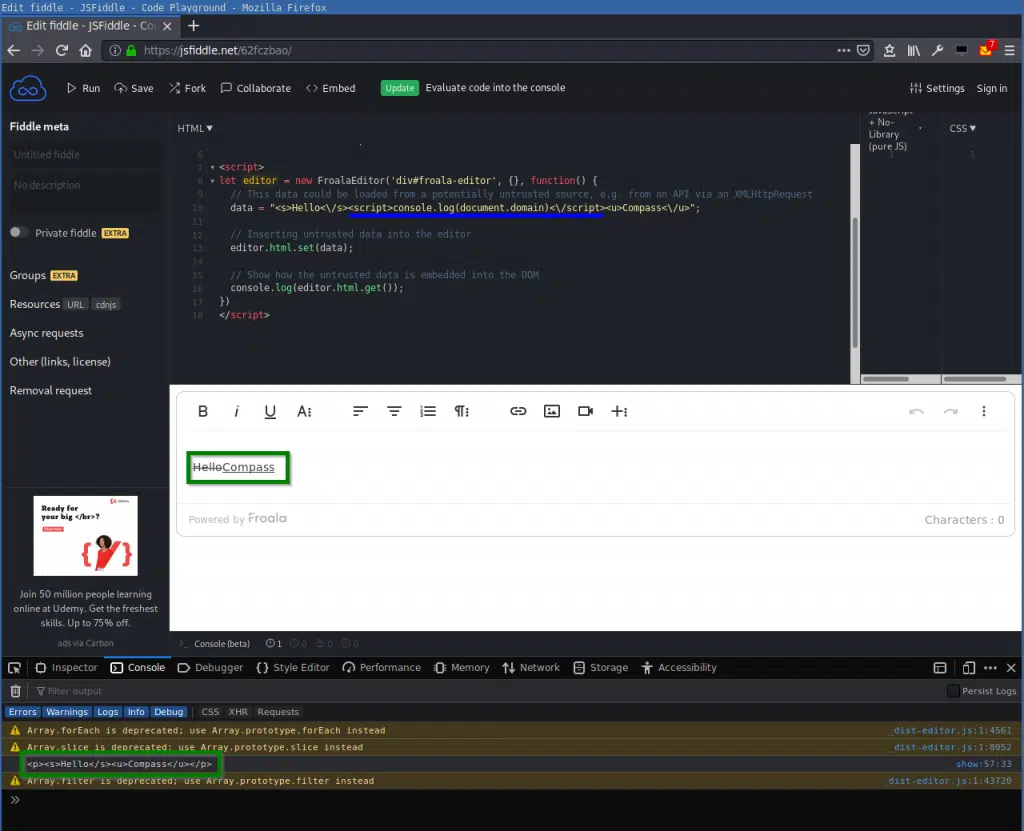 Edit fiddle - JSFiddle - Code Playground - Mozilla Firefox
Edit fiddle - JSFiddle - Co
https://jsfiddle.net/62fczbao/
7
Run Save Fork Collaborate Embed Update Evaluate code into the console Settings Sign in
Fiddle meta
Untitled fiddle
No description
Private fiddle EXTRA
Groups EXTRA
Resources URL cdnjs
Async requests
Other (links, license)
Removal request
HTML▼
6
7 <script>
8 let editor = new FroalaEditor('div#froala-editor', {}, function() {
9 // This data could be loaded from a potentially untrusted source, e.g. from an API via an XMLHttpRequest
10 data = "<s>Hello<\/s><script>console.log(document.domain)<\/script><u>Compass<\/u>";
11
12 // Inserting untrusted data into the editor
13 editor.html.set(data);
14
15 // Show how the untrusted data is embedded into the DOM
16 console.log(editor.html.get());
17 })
18 </script>
JavaScript
+ No-
Library
(pure JS)
1
CSS▼
1
B i U A
HelloCompass
Powered by Froala
Characters : 0
Ready for
your big </br>?
Join 50 million people learning
online at Udemy. Get the freshest
skills. Up to 75% off.
ads via Carbon
>_ Console (beta) 1 0 0 0
Inspector Console Debugger Style Editor Performance Memory Network Storage Accessibility
Filter output
Persist Logs
Errors Warnings Logs Info Debug CSS XHR Requests
Array.forEach is deprecated; use Array.prototype.forEach instead _dist-editor.js:1:4561
Array.slice is deprecated; use Array.prototype.slice instead _dist-editor.js:1:8052
<p><s>Hello</s><u>Compass</u></p> show:57:33
Array.filter is deprecated; use Array.prototype.filter instead _dist-editor.js:1:43720
»